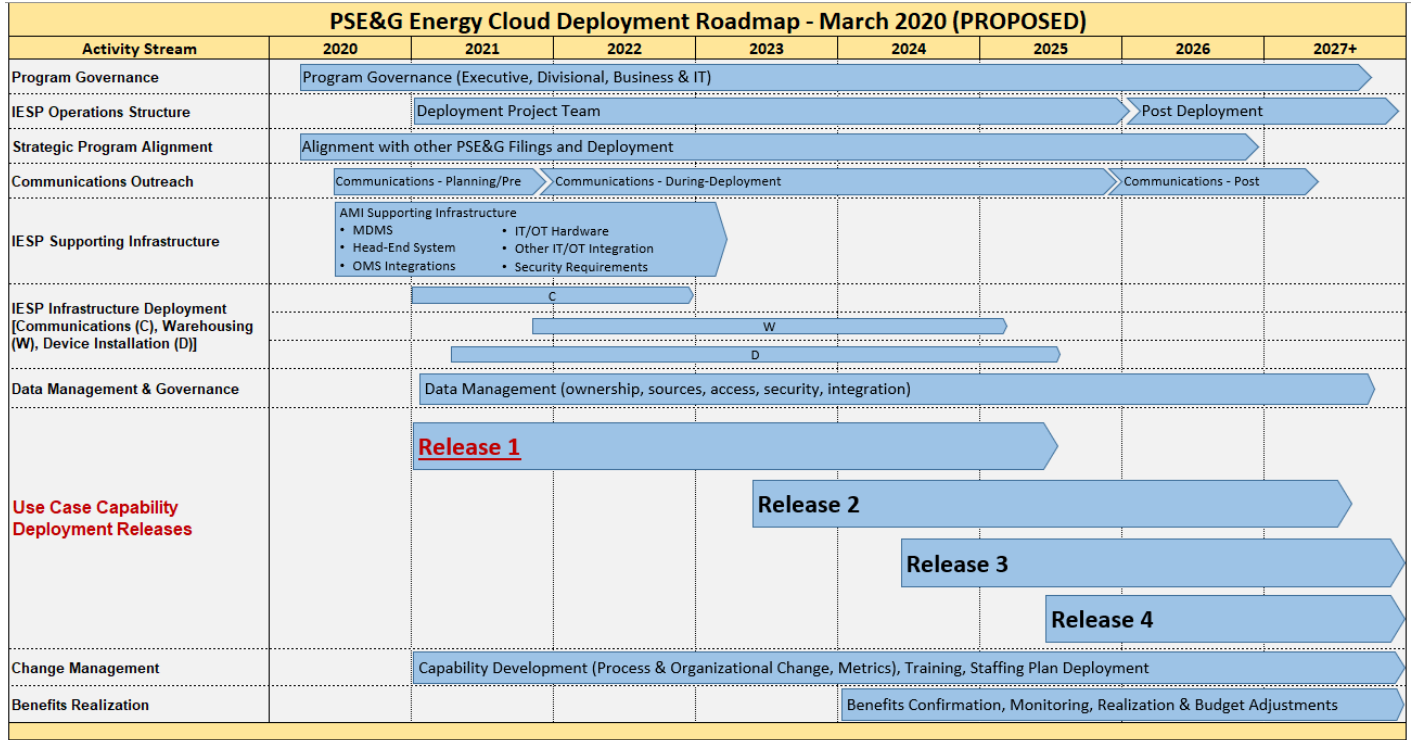 PSE&G Energy Cloud Deployment Roadmap - March 2020 (PROPOSED)
Activity Stream 2020 2021 2022 2023 2024 2025 2026 2027+
Program Governance
Program Governance (Executive, Divisional, Business & IT)
IESP Operations Structure
Deployment Project Team
Post Deployment
Strategic Program Alignment
Alignment with other PSE&G Filings and Deployment
Communications Outreach
Communications - Planning/Pre
Communications - During-Deployment
Communications - Post
IESP Supporting Infrastructure
AMI Supporting Infrastructure
• MDMS
• Head-End System
• OMS Integrations
• IT/OT Hardware
• Other IT/OT Integration
• Security Requirements
IESP Infrastructure Deployment
[Communications (C), Warehousing
(W), Device Installation (D)]
C
W
D
Data Management & Governance
Data Management (ownership, sources, access, security, integration)
Use Case Capability
Deployment Releases
Release 1
Release 2
Release 3
Release 4
Change Management
Capability Development (Process & Organizational Change, Metrics), Training, Staffing Plan Deployment
Benefits Realization
Benefits Confirmation, Monitoring, Realization & Budget Adjustments